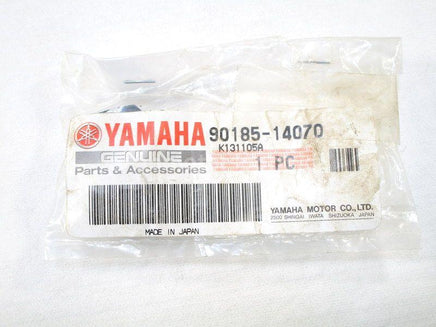 YAMAHA 90185-14070
GENUINE K131105A
Parts & Accessories 1 PC
YAMAHA MOTOR CO.,LTD.
2500 SHINGAI IWATA SHIZUOKA JAPAN
MADE IN JAPAN